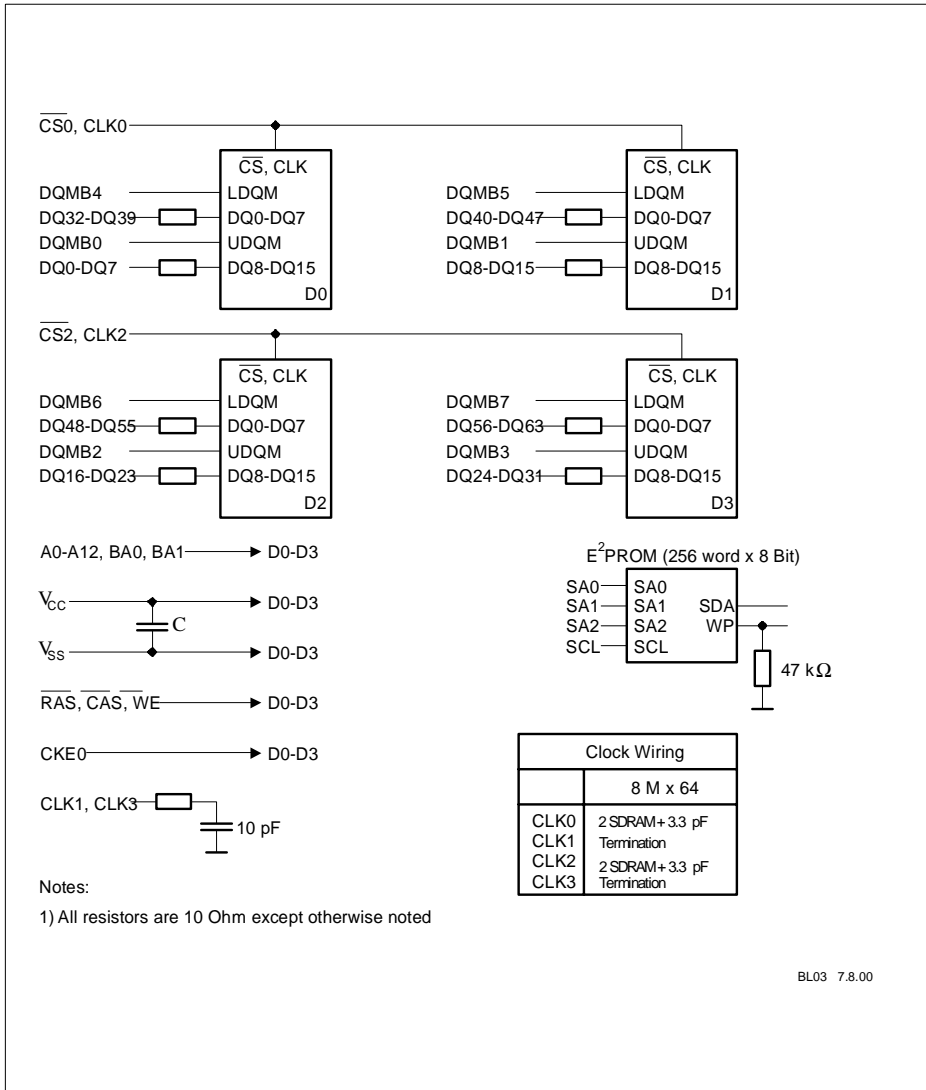 CS0, CLK0
CS, CLK
DQMB4 LDQM
DQ32-DQ39 DQ0-DQ7
DQMB0 UDQM
DQ0-DQ7 DQ8-DQ15
D0
CS, CLK
DQMB5 LDQM
DQ40-DQ47 DQ0-DQ7
DQMB1 UDQM
DQ8-DQ15 DQ8-DQ15
D1
CS2, CLK2
CS, CLK
DQMB6 LDQM
DQ48-DQ55 DQ0-DQ7
DQMB2 UDQM
DQ16-DQ23 DQ8-DQ15
D2
CS, CLK
DQMB7 LDQM
DQ56-DQ63 DQ0-DQ7
DQMB3 UDQM
DQ24-DQ31 DQ8-DQ15
D3
A0-A12, BA0, BA1 D0-D3
VCC D0-D3
C
VSS D0-D3
RAS, CAS, WE D0-D3
CKE0 D0-D3
CLK1, CLK3
10 pF
E2PROM (256 word x 8 Bit)
SA0 SA0
SA1 SA1 SDA
SA2 SA2 WP
SCL SCL
47 kΩ
Clock Wiring
8 M x 64
CLK0 2 SDRAM + 3.3 pF
CLK1 Termination
CLK2 2 SDRAM + 3.3 pF
CLK3 Termination
Notes:
1) All resistors are 10 Ohm except otherwise noted
BL03 7.8.00